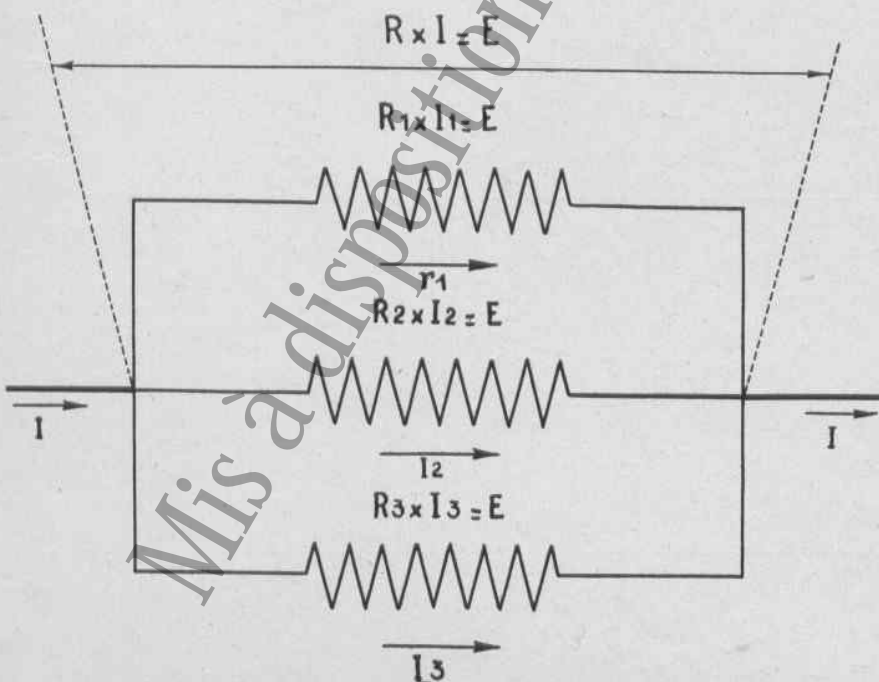 R x I = E
R1 x I1 = E
r1
R2 x I2 = E
I
I
I2
R3 x I3 = E
I3
Mis à disposition